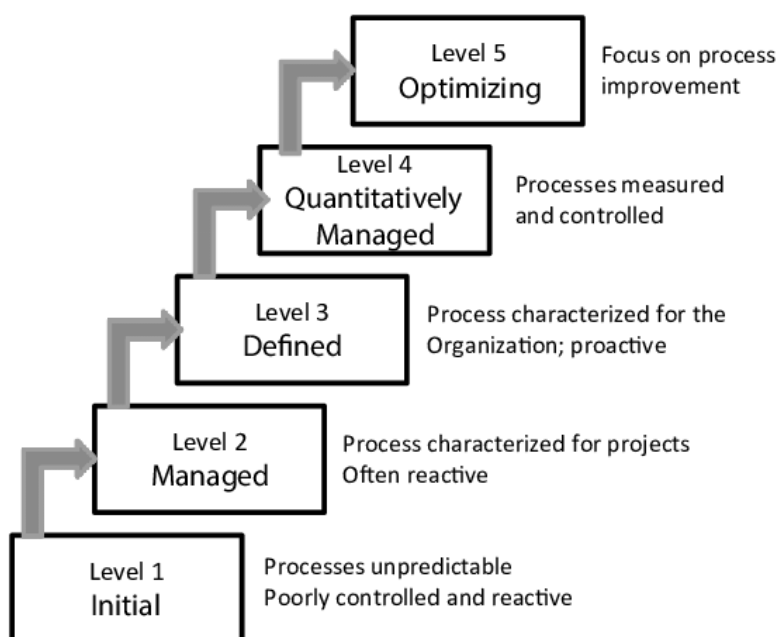 Level 5
Optimizing
Focus on process
improvement
Level 4
Quantitatively
Managed
Processes measured
and controlled
Level 3
Defined
Process characterized for the
Organization; proactive
Level 2
Managed
Process characterized for projects
Often reactive
Level 1
Initial
Processes unpredictable
Poorly controlled and reactive